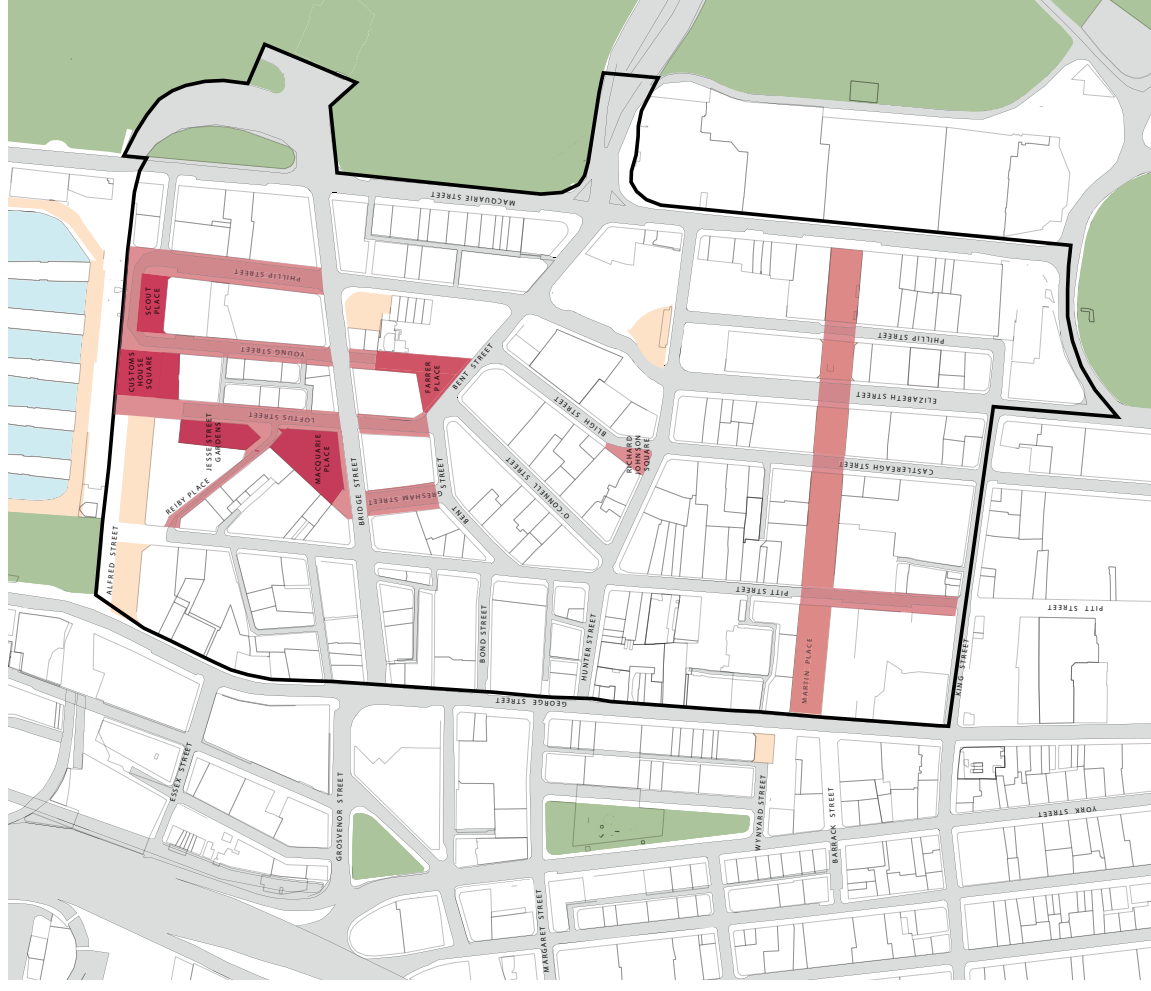 MACQUARIE STREET
PHILLIP STREET
SCOUT
PLACE
CUSTOMS
HOUSE
SQUARE
YOUNG STREET
FARRER
PLACE
BENT STREET
PHILLIP STREET
ELIZABETH STREET
LOFTUS STREET
JESSIE STREET
GARDENS
MACQUARIE
PLACE
BLIGH STREET
RICHARD
JOHNSON
SQUARE
CASTLEREAGH STREET
REIBY PLACE
BRIDGE STREET
GRESHAM STREET
BENT STREET
O'CONNELL STREET
ALFRED STREET
PITT STREET
PITT STREET
BOND STREET
HUNTER STREET
MARTIN PLACE
KING STREET
GEORGE STREET
ESSEX STREET
GROSVENOR STREET
WYNYARD STREET
BARRACK STREET
YORK STREET
MARGARET STREET